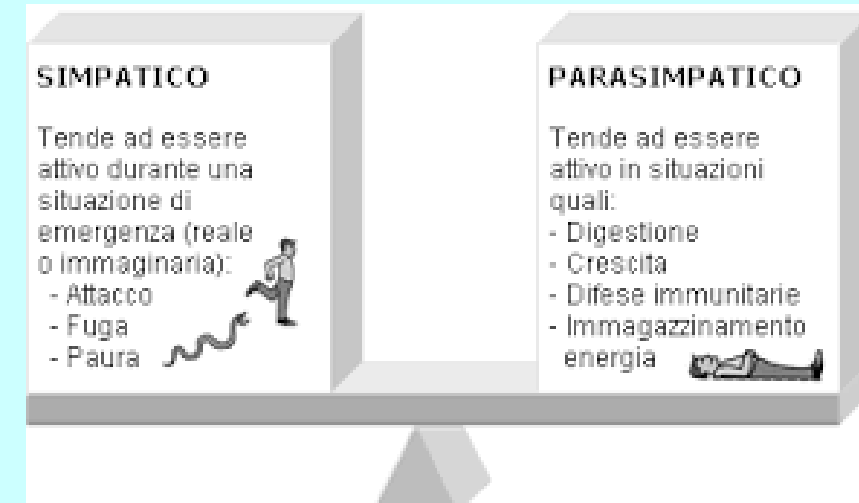 SIMPATICO
Tende ad essere
attivo durante una
situazione di
emergenza (reale
o immaginaria):
- Attacco
- Fuga
- Paura
PARASIMPATICO
Tende ad essere
attivo in situazioni
quali:
- Digestione
- Crescita
- Difese immunitarie
- Immagazzinamento
energia